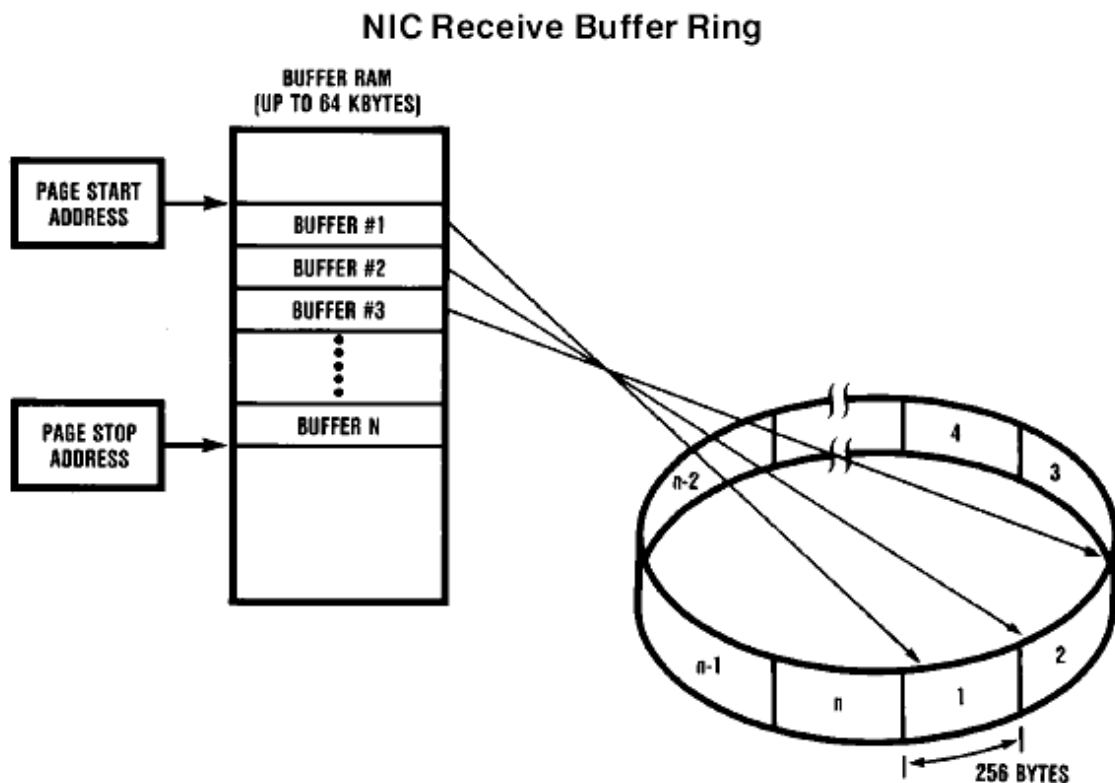 NIC Receive Buffer Ring
BUFFER RAM
(UP TO 64 KBYTES)
PAGE START
ADDRESS
BUFFER #1
BUFFER #2
BUFFER #3
PAGE STOP
ADDRESS
BUFFER N
4
3
n-2
n-1
n
1
2
256 BYTES